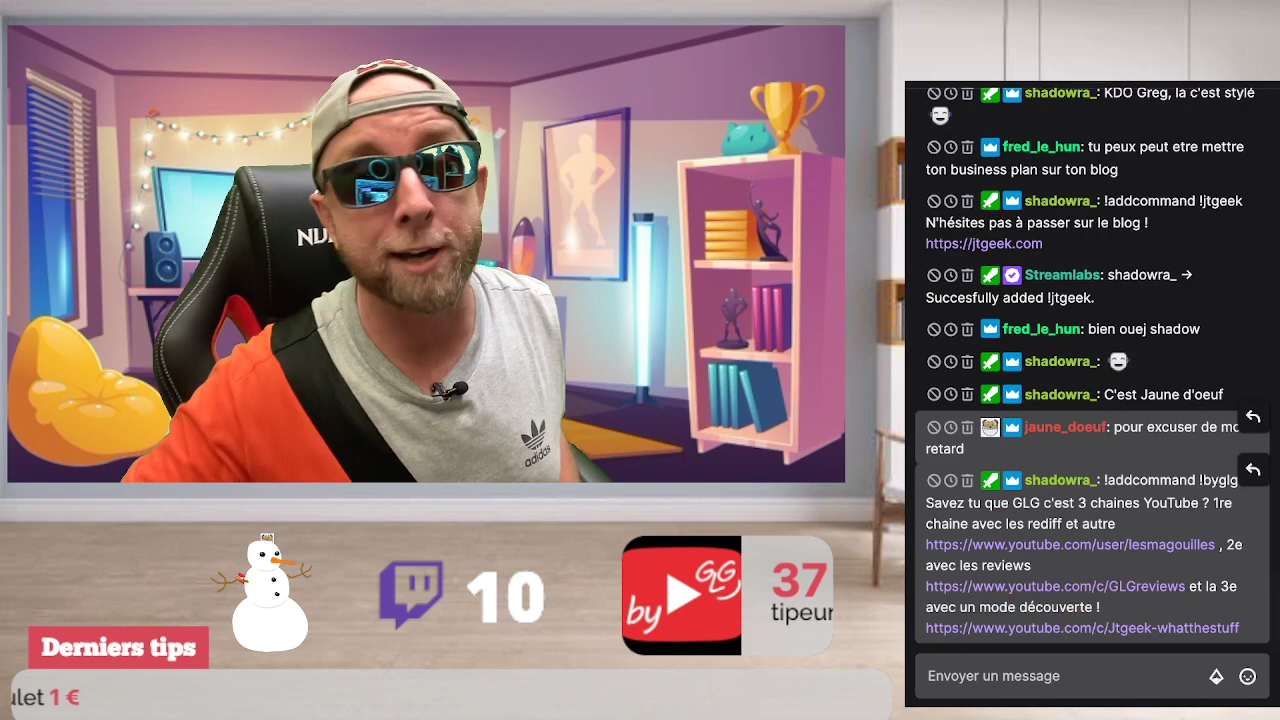 shadowra_: KDO Greg, la c'est stylé
fred_le_hun: tu peux peut etre mettre
ton business plan sur ton blog
shadowra_: !addcommand !jtgeek
N'hésites pas à passer sur le blog !
https://jtgeek.com
Streamlabs: shadowra_ →
Succesfully added !jtgeek.
fred_le_hun: bien ouej shadow
shadowra_:
shadowra_: C'est Jaune d'oeuf
jaune_doeuf: pour excuser de
retard
shadowra_: !addcommand !byglg
Savez tu que GLG c'est 3 chaines YouTube ? 1re
chaine avec les rediff et autre
https://www.youtube.com/user/lesmagouilles , 2e
avec les reviews
https://www.youtube.com/c/GLGreviews et la 3e
avec un mode découverte !
https://www.youtube.com/c/Jtgeek-whatthestuff
Envoyer un message
adidas
10
by GLG
37
tipeur
Derniers tips
1 €